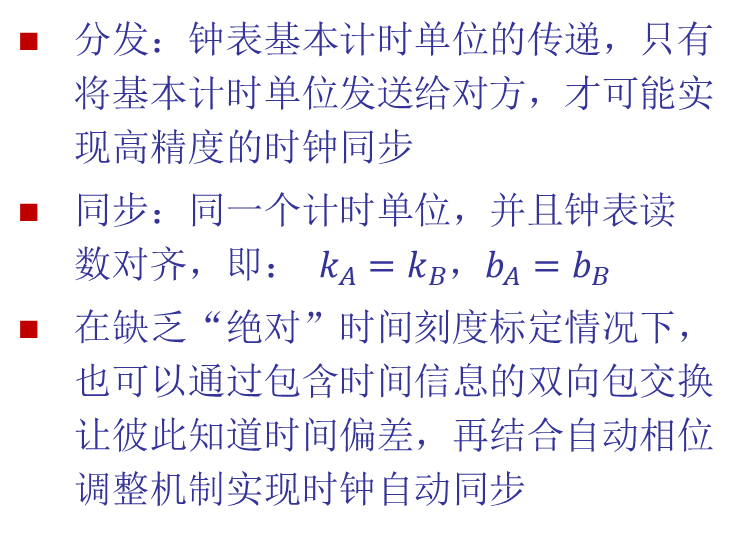 ■ 分发：钟表基本计时单位的传递，只有
将基本计时单位发送给对方，才可能实
现高精度的时钟同步
■ 同步：同一个计时单位，并且钟表读
数对齐，即： k_A = k_B，b_A = b_B
■ 在缺乏“绝对”时间刻度标定情况下，
也可以通过包含时间信息的双向包交换
让彼此知道时间偏差，再结合自动相位
调整机制实现时钟自动同步